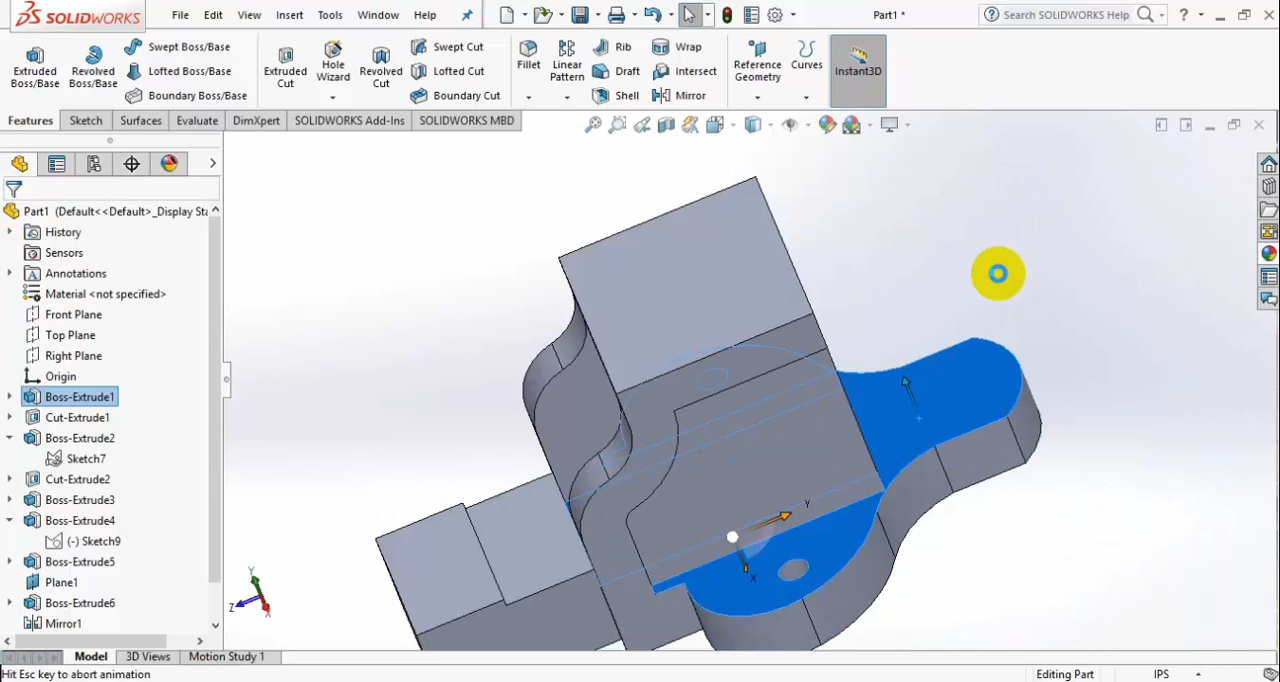 SOLIDWORKS File Edit View Insert Tools Window Help Part1 * Search SOLIDWORKS Help ?
Extruded Boss/Base Revolved Boss/Base Swept Boss/Base Lofted Boss/Base Boundary Boss/Base Extruded Cut Hole Wizard Revolved Cut Swept Cut Lofted Cut Boundary Cut Fillet Linear Pattern Rib Draft Shell Wrap Intersect Mirror Reference Geometry Curves Instant3D
Features Sketch Surfaces Evaluate DimXpert SOLIDWORKS Add-Ins SOLIDWORKS MBD
Part1 (Default<<Default>_Display Sta
History
Sensors
Annotations
Material <not specified>
Front Plane
Top Plane
Right Plane
Origin
Boss-Extrude1
Cut-Extrude1
Boss-Extrude2
Sketch7
Cut-Extrude2
Boss-Extrude3
Boss-Extrude4
(-) Sketch9
Boss-Extrude5
Plane1
Boss-Extrude6
Mirror1
Y
X
Y
Z
X
Model 3D Views Motion Study 1
Hit Esc key to abort animation Editing Part IPS